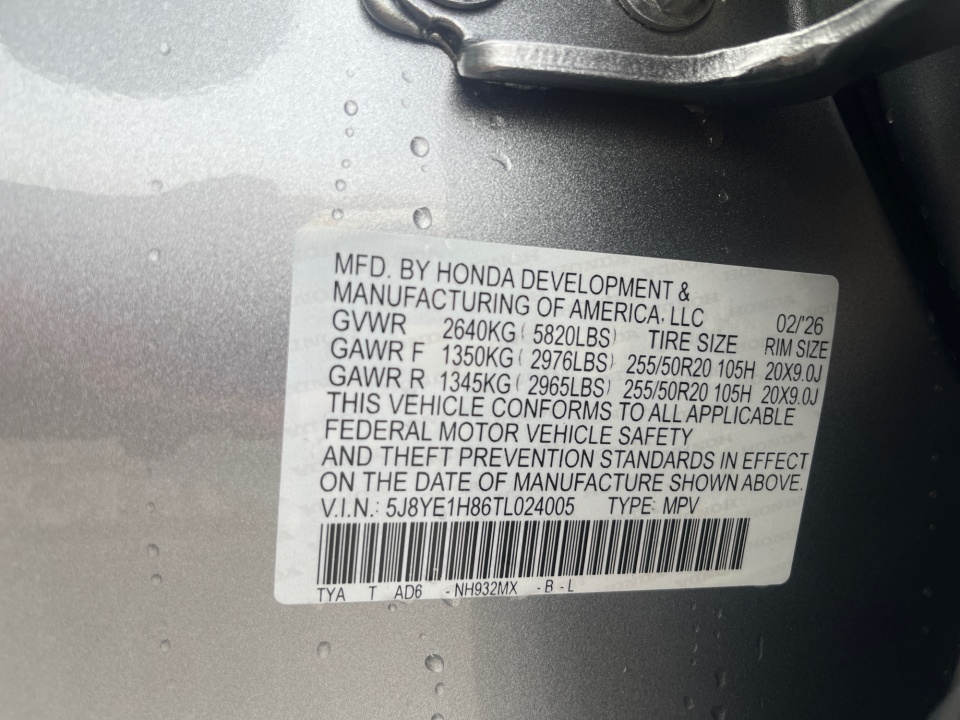 MFD. BY HONDA DEVELOPMENT &
MANUFACTURING OF AMERICA, LLC 02/'26
GVWR 2640KG ( 5820LBS) TIRE SIZE RIM SIZE
GAWR F 1350KG ( 2976LBS) 255/50R20 105H 20X9.0J
GAWR R 1345KG ( 2965LBS) 255/50R20 105H 20X9.0J
THIS VEHICLE CONFORMS TO ALL APPLICABLE
FEDERAL MOTOR VEHICLE SAFETY
AND THEFT PREVENTION STANDARDS IN EFFECT
ON THE DATE OF MANUFACTURE SHOWN ABOVE.
V.I.N.: 5J8YE1H86TL024005 TYPE: MPV
TYA T AD6 -NH932MX -B -L